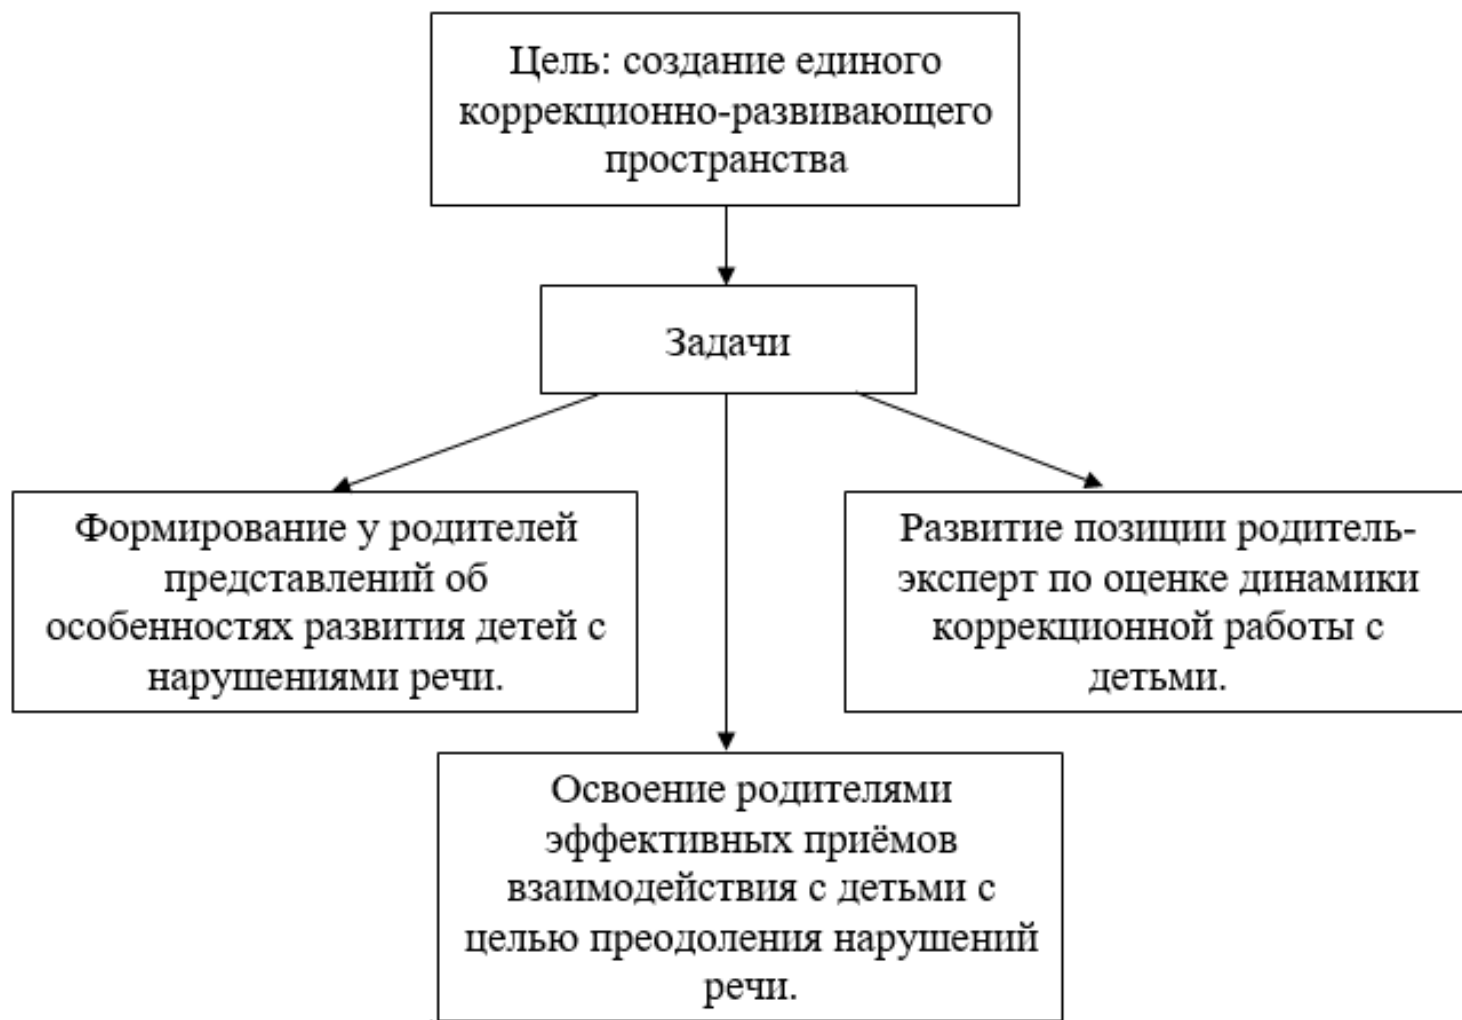 Цель: создание единого
коррекционно-развивающего
пространства
Задачи
Формирование у родителей
представлений об
особенностях развития детей с
нарушениями речи.
Развитие позиции родитель-
эксперт по оценке динамики
коррекционной работы с
детьми.
Освоение родителями
эффективных приёмов
взаимодействия с детьми с
целью преодоления нарушений
речи.